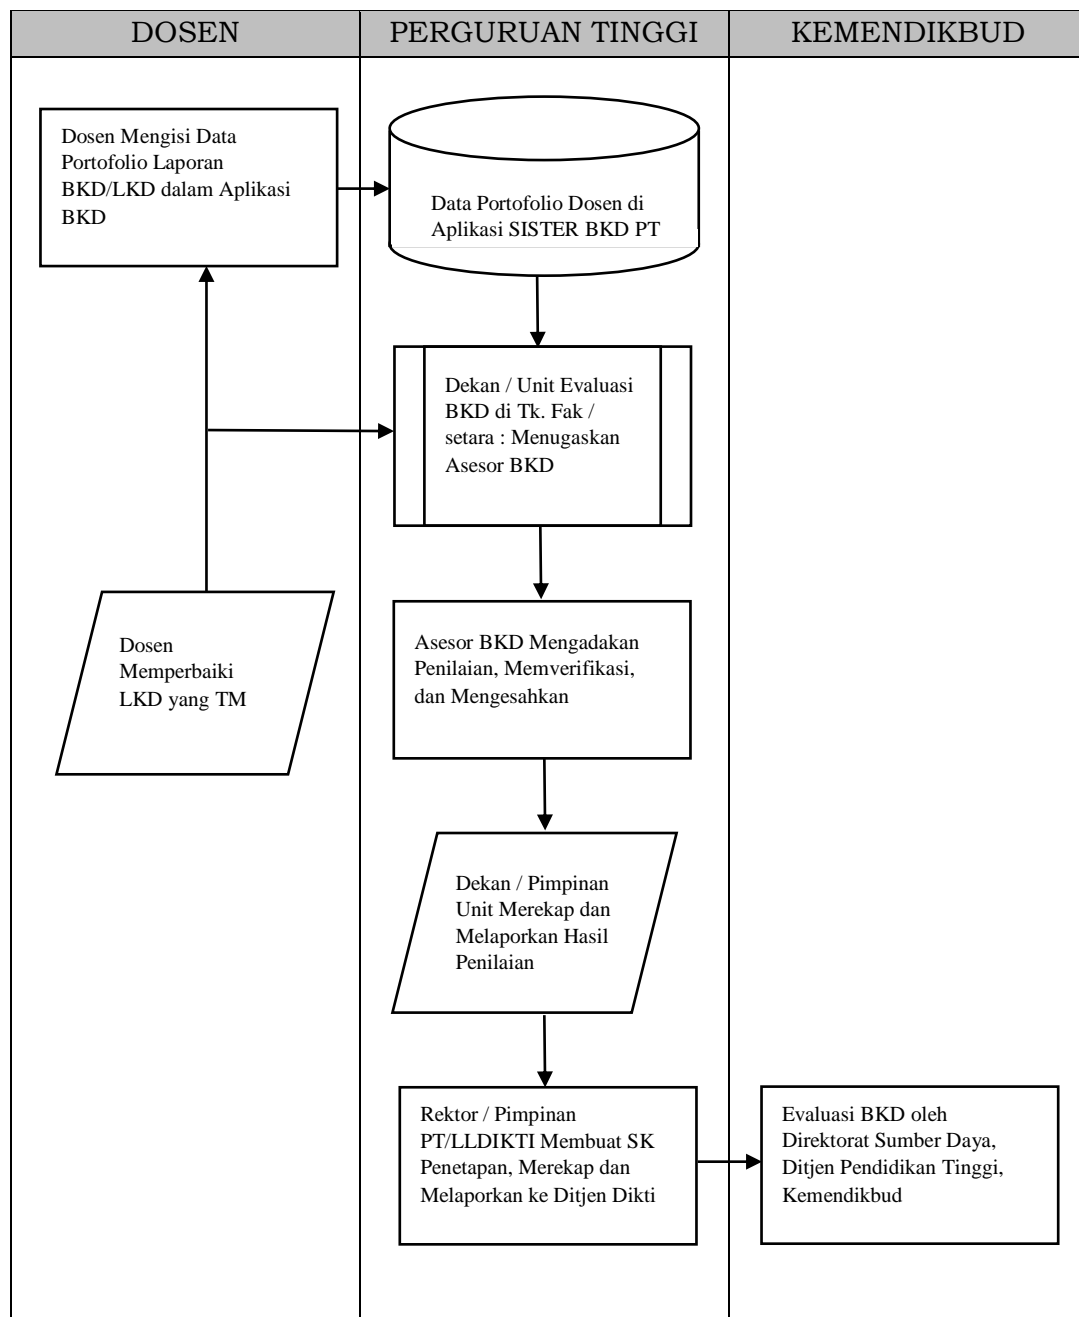 DOSEN
PERGURUAN TINGGI
KEMENDIKBUD
Dosen Mengisi Data
Portofolio Laporan
BKD/LKD dalam Aplikasi
BKD
Data Portofolio Dosen di
Aplikasi SISTER BKD PT
Dekan / Unit Evaluasi
BKD di Tk. Fak /
setara : Menugaskan
Asesor BKD
Dosen
Memperbaiki
LKD yang TM
Asesor BKD Mengadakan
Penilaian, Memverifikasi,
dan Mengesahkan
Dekan / Pimpinan
Unit Merekap dan
Melaporkan Hasil
Penilaian
Rektor / Pimpinan
PT/LLDIKTI Membuat SK
Penetapan, Merekap dan
Melaporkan ke Ditjen Dikti
Evaluasi BKD oleh
Direktorat Sumber Daya,
Ditjen Pendidikan Tinggi,
Kemendikbud